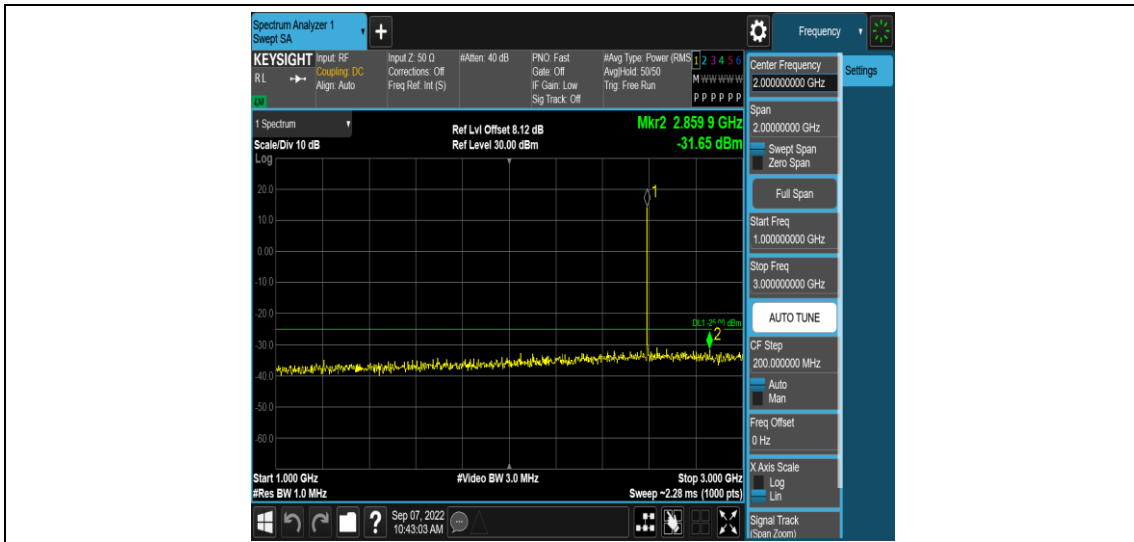 Spectrum Analyzer 1
Swept SA
Frequency
KEYSIGHT
RL
LM
Input: RF
Coupling: DC
Align: Auto
Input Z: 50 Ω
Corrections: Off
Freq Ref: Int (S)
#Atten: 40 dB
PNO: Fast
Gate: Off
IF Gain: Low
Sig Track: Off
#Avg Type: Power (RMS
Avg|Hold: 50/50
Trig: Free Run
1 2 3 4 5 6
M W W W W W
P P P P P P
1 Spectrum
Scale/Div 10 dB
Log
Ref Lvl Offset 8.12 dB
Ref Level 30.00 dBm
Mkr2 2.859 9 GHz
-31.65 dBm
20.0
10.0
0.00
-10.0
-20.0
-30.0
-40.0
-50.0
-60.0
1
DL1 -25.00 dBm
2
Start 1.000 GHz
#Res BW 1.0 MHz
#Video BW 3.0 MHz
Stop 3.000 GHz
Sweep ~2.28 ms (1000 pts)
Sep 07, 2022
10:43:03 AM
Center Frequency
2.000000000 GHz
Settings
Span
2.00000000 GHz
Swept Span
Zero Span
Full Span
Start Freq
1.000000000 GHz
Stop Freq
3.000000000 GHz
AUTO TUNE
CF Step
200.000000 MHz
Auto
Man
Freq Offset
0 Hz
X Axis Scale
Log
Lin
Signal Track
(Span Zoom)